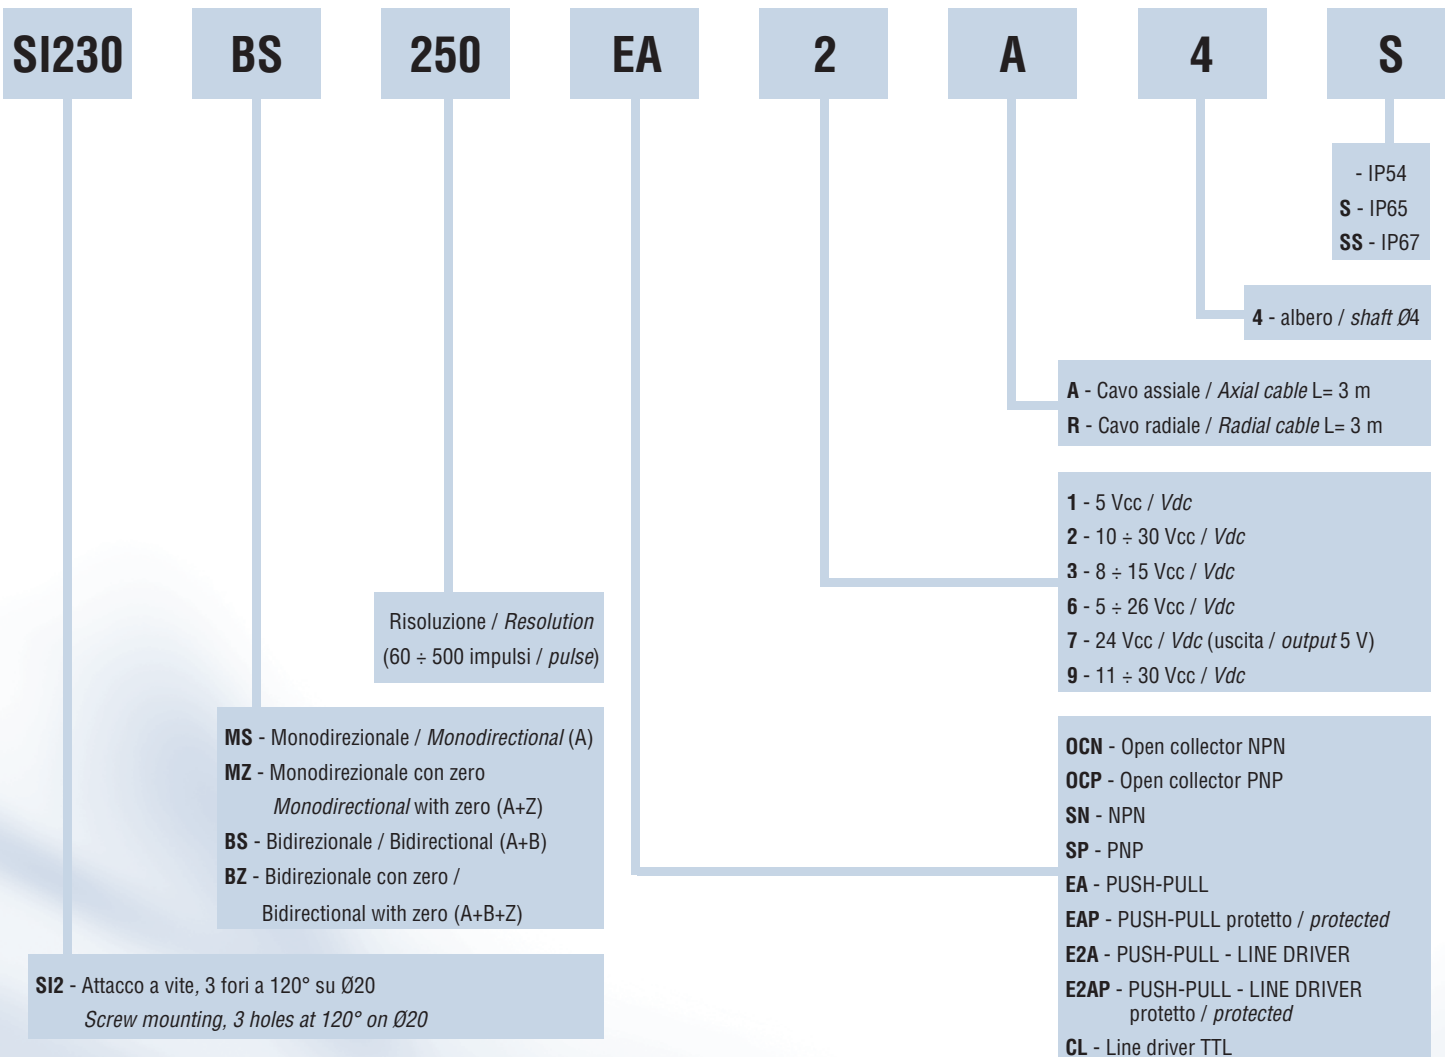 SI230 BS 250 EA 2 A 4 S
- IP54
S - IP65
SS - IP67
4 - albero / shaft Ø4
A - Cavo assiale / Axial cable L= 3 m
R - Cavo radiale / Radial cable L= 3 m
1 - 5 Vcc / Vdc
2 - 10 ÷ 30 Vcc / Vdc
3 - 8 ÷ 15 Vcc / Vdc
6 - 5 ÷ 26 Vcc / Vdc
7 - 24 Vcc / Vdc (uscita / output 5 V)
9 - 11 ÷ 30 Vcc / Vdc
Risoluzione / Resolution
(60 ÷ 500 impulsi / pulse)
MS - Monodirezionale / Monodirectional (A)
MZ - Monodirezionale con zero
Monodirectional with zero (A+Z)
BS - Bidirezionale / Bidirectional (A+B)
BZ - Bidirezionale con zero /
Bidirectional with zero (A+B+Z)
OCN - Open collector NPN
OCP - Open collector PNP
SN - NPN
SP - PNP
EA - PUSH-PULL
EAP - PUSH-PULL protetto / protected
E2A - PUSH-PULL - LINE DRIVER
E2AP - PUSH-PULL - LINE DRIVER
protetto / protected
CL - Line driver TTL
SI2 - Attacco a vite, 3 fori a 120° su Ø20
Screw mounting, 3 holes at 120° on Ø20